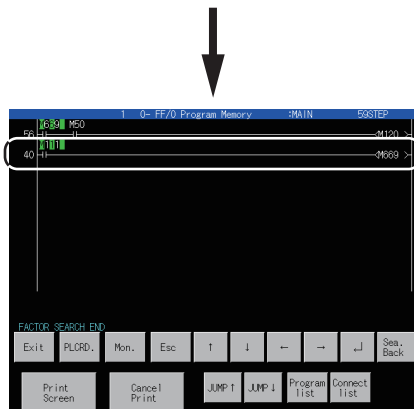 1 0- FF/0 Program Memory :MAIN 59STEP
M50
56 M120
40 M669
FACTOR SEARCH END
Exit PLCRD. Mon. Esc ↑ ↓ ← → ↵ Sea. Back
Print Screen Cancel Print JUMP↑ JUMP↓ Program list Connect list